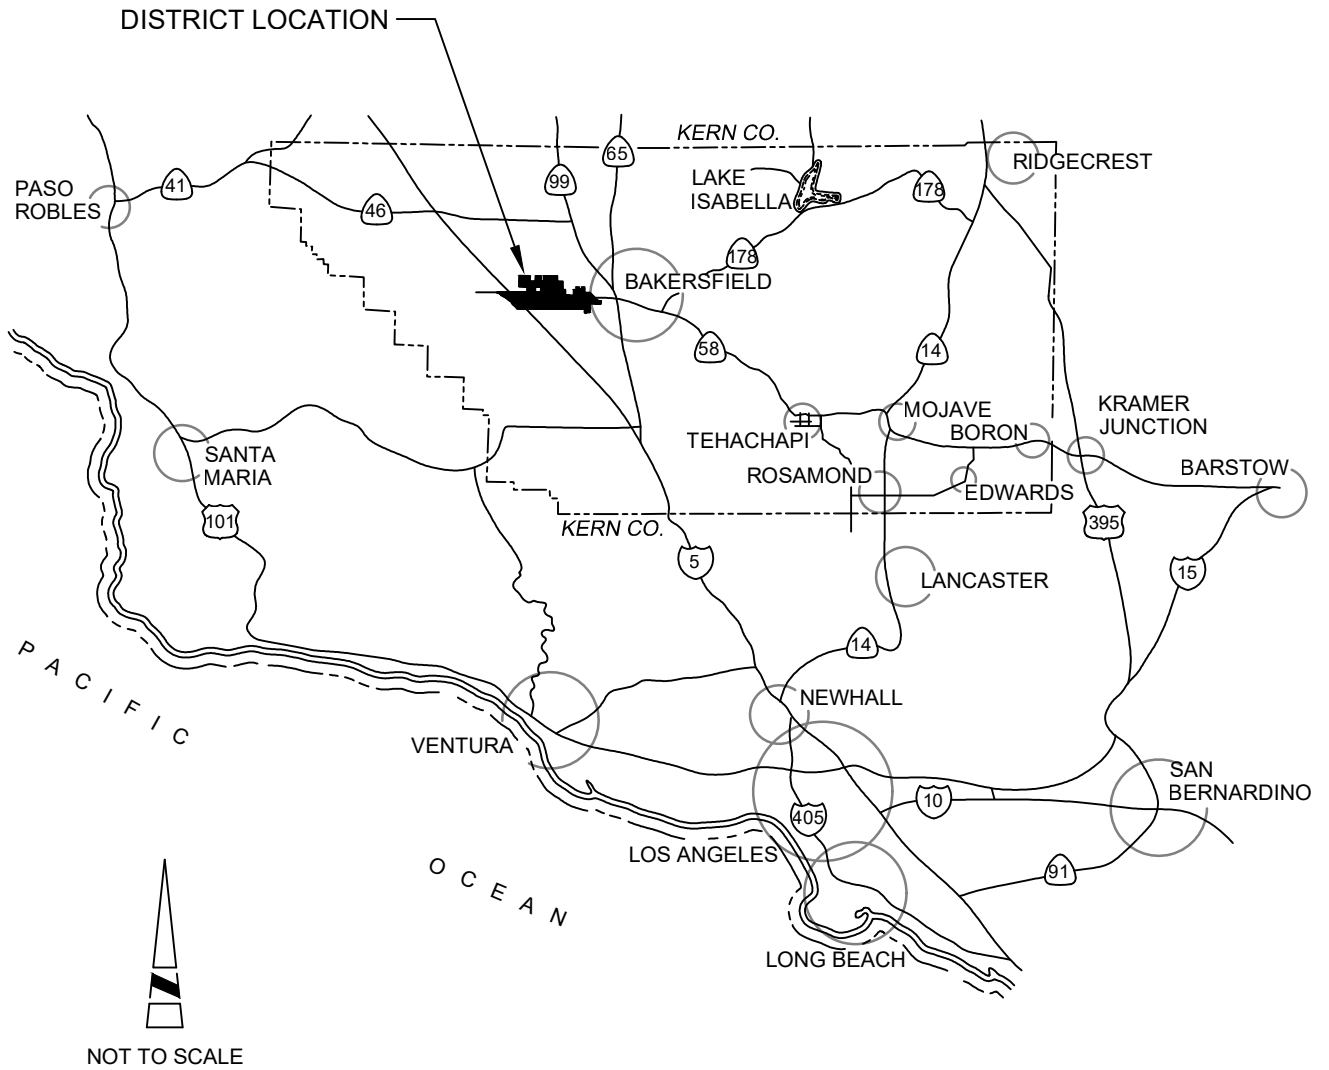 DISTRICT LOCATION
KERN CO.
65
99
RIDGECREST
LAKE
ISABELLA
178
41
PASO
ROBLES
46
178
BAKERSFIELD
58
14
MOJAVE
KRAMER
JUNCTION
BORON
TEHACHAPI
SANTA
MARIA
ROSAMOND
BARSTOW
EDWARDS
101
KERN CO.
395
5
15
LANCASTER
14
PACIFIC
NEWHALL
VENTURA
SAN
BERNARDINO
10
405
LOS ANGELES
91
OCEAN
LONG BEACH
NOT TO SCALE